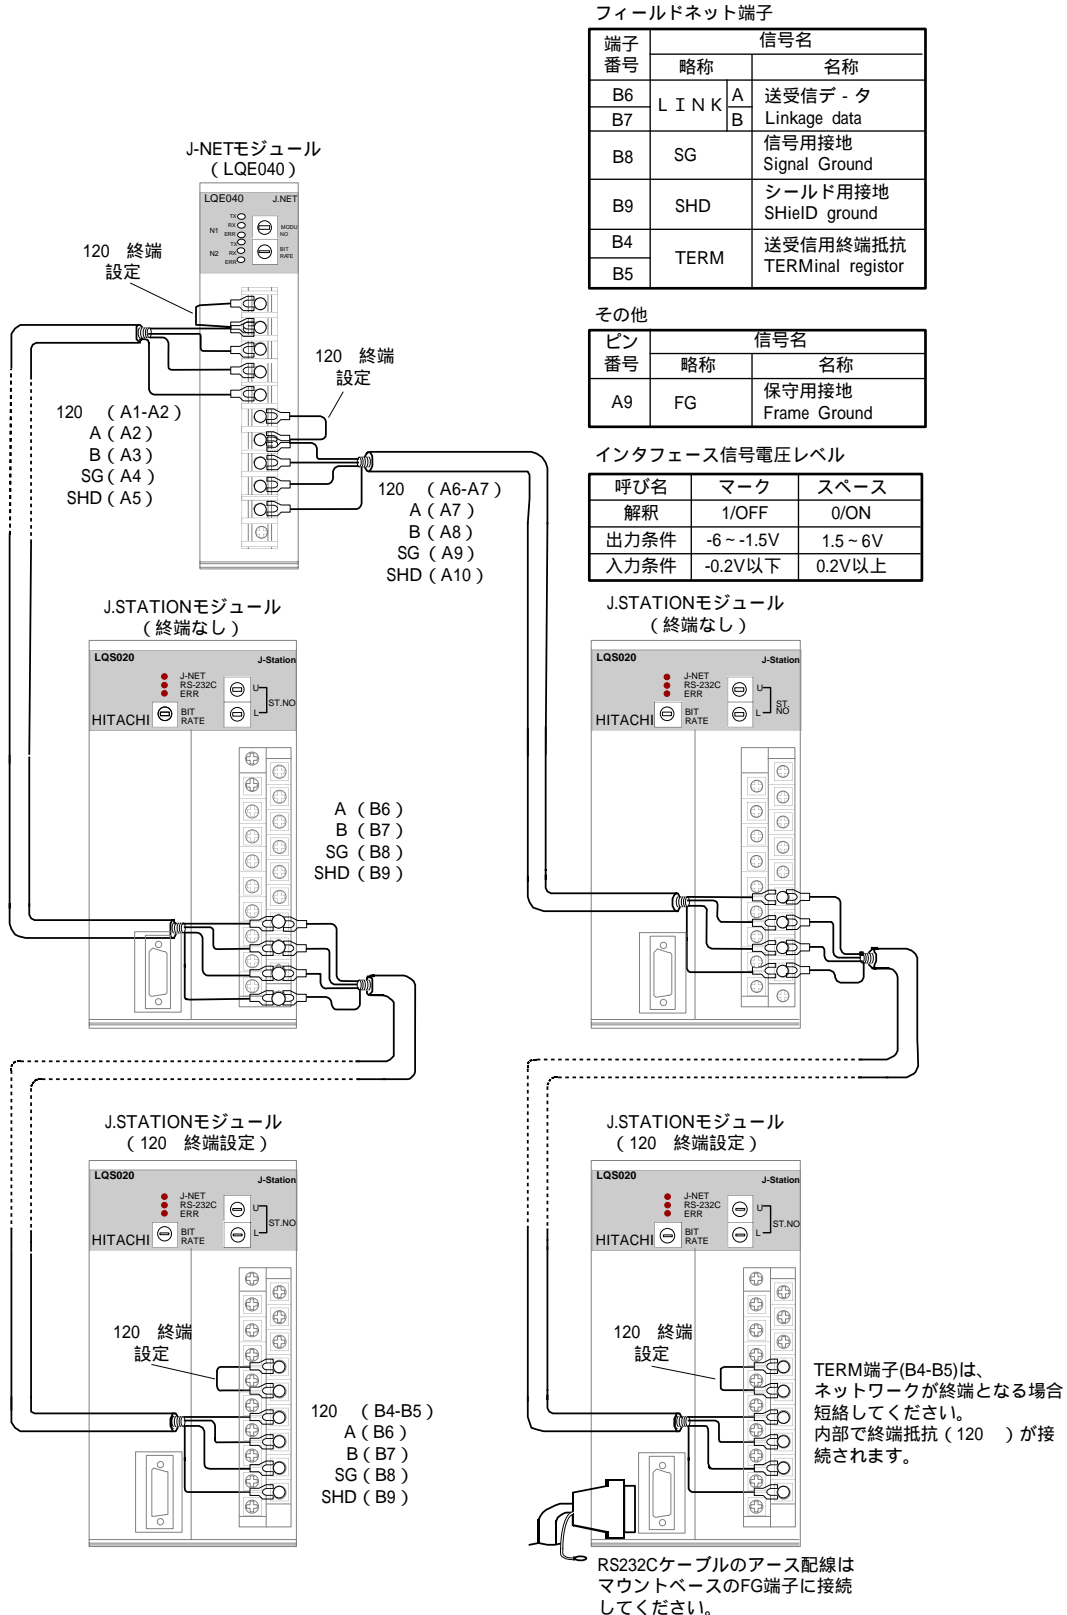 フィールドネット端子
端子
番号
信号名
略称
名称
B6
B7
LINK
A
B
送受信デ - タ
Linkage data
B8
SG
信号用接地
Signal Ground
B9
SHD
シールド用接地
SHielD ground
B4
B5
TERM
送受信用終端抵抗
TERMinal registor
その他
ピン
番号
信号名
略称
名称
A9
FG
保守用接地
Frame Ground
インタフェース信号電圧レベル
呼び名 マーク スペース
解釈 1/OFF 0/ON
出力条件 -6～-1.5V 1.5～6V
入力条件 -0.2V以下 0.2V以上
J-NETモジュール
（LQE040）
LQE040 J.NET
TX
N1 RX
ERR
MODU
NO
TX
N2 RX
ERR
BIT
RATE
120 終端
設定
120 終端
設定
120 （A1-A2）
A（A2）
B（A3）
SG（A4）
SHD（A5）
120 （A6-A7）
A（A7）
B（A8）
SG（A9）
SHD（A10）
J.STATIONモジュール
（終端なし）
LQS020 J-Station
J-NET
RS-232C
ERR
U
L
ST.NO
HITACHI
BIT
RATE
A（B6）
B（B7）
SG（B8）
SHD（B9）
J.STATIONモジュール
（終端なし）
LQS020 J-Station
J-NET
RS-232C
ERR
U
L
ST.
NO
HITACHI
BIT
RATE
J.STATIONモジュール
（120 終端設定）
LQS020 J-Station
J-NET
RS-232C
ERR
U
L
ST.NO
HITACHI
BIT
RATE
120 終端
設定
120 （B4-B5）
A（B6）
B（B7）
SG（B8）
SHD（B9）
J.STATIONモジュール
（120 終端設定）
LQS020 J-Station
J-NET
RS-232C
ERR
U
L
ST.NO
HITACHI
BIT
RATE
120 終端
設定
TERM端子(B4-B5)は、
ネットワークが終端となる場合
短絡してください。
内部で終端抵抗（120 ）が接
続されます。
RS232Cケーブルのアース配線は
マウントベースのFG端子に接続
してください。